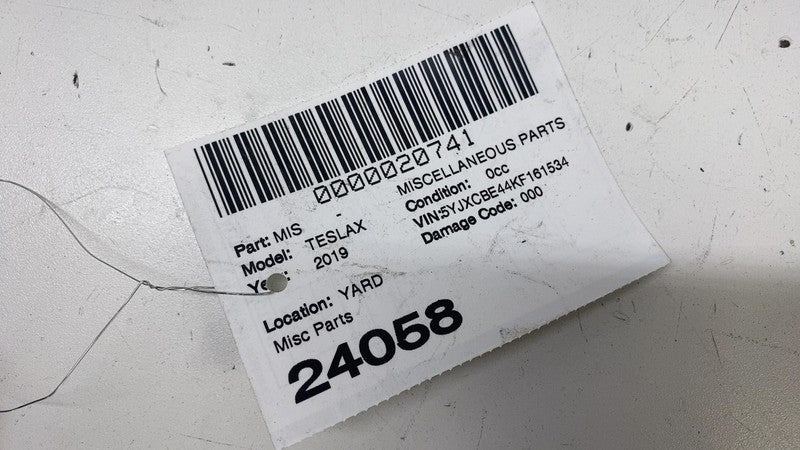 0000020741
Part: MIS - MISCELLANEOUS PARTS
Model: TESLAX Condition: 0cc
2019 VIN:5YJXCBE44KF161534
Damage Code: 000
Location: YARD
Misc Parts
24058